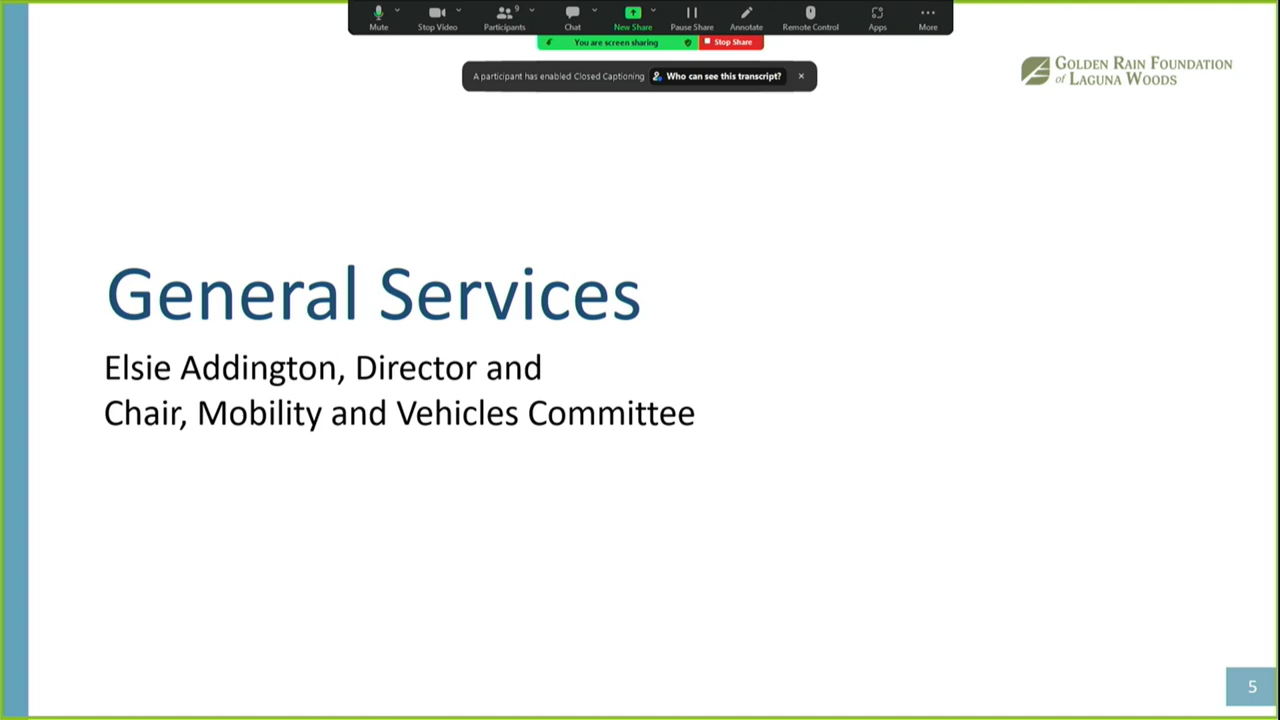 9
Mute
Stop Video
Participants
Chat
New Share
Pause Share
Annotate
Remote Control
Apps
More
You are screen sharing
Stop Share
A participant has enabled Closed Captioning
Who can see this transcript?
GOLDEN RAIN FOUNDATION
of LAGUNA WOODS
General Services
Elsie Addington, Director and
Chair, Mobility and Vehicles Committee
5